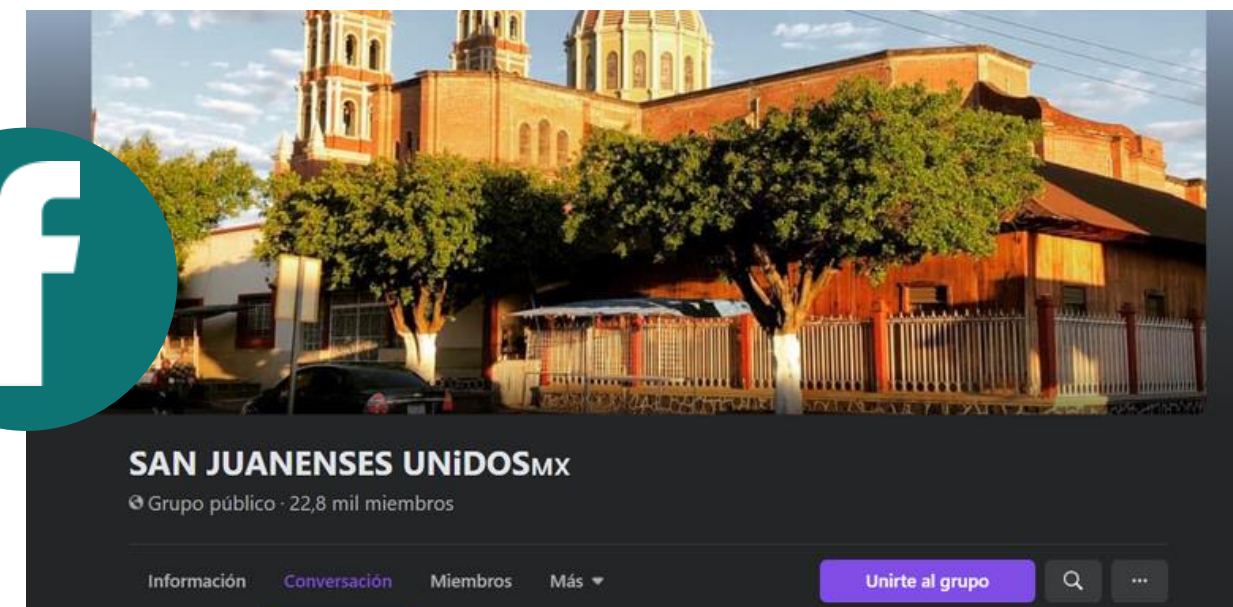 f
SAN JUANENSES UNiDOSMX
Grupo público · 22,8 mil miembros
Información Conversación Miembros Más
Unirte al grupo